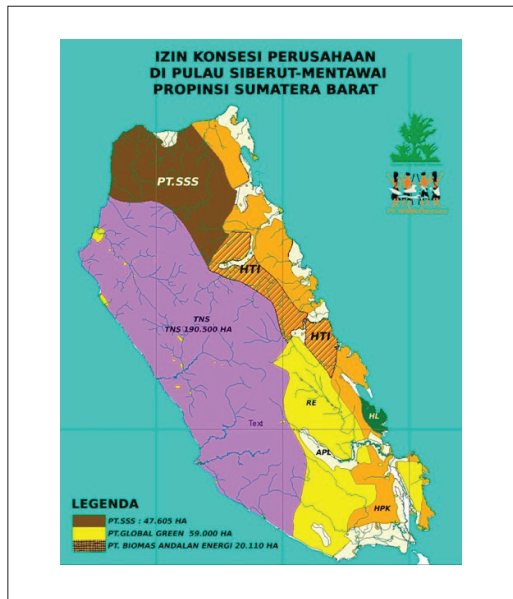 IZIN KONSESI PERUSAHAAN
DI PULAU SIBERUT-MENTAWAI
PROPINSI SUMATERA BARAT
PT.SSS
HTI
TNS
TNS 190.500 HA
HTI
RE
HL
Text
APL
HPK
LEGENDA
PT.SSS : 47.605 HA
PT.GLOBAL GREEN 59.000 HA
PT. BIOMAS ANDALAN ENERGI 20.110 HA